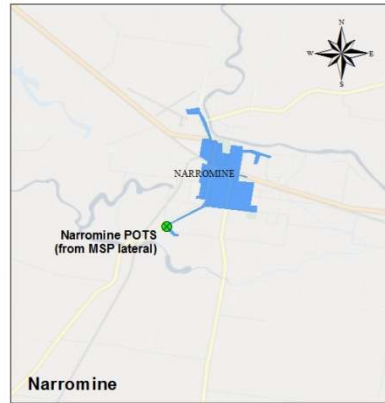 N
W E
S
NARROMINE
Narromine POTS
(from MSP lateral)
Narromine